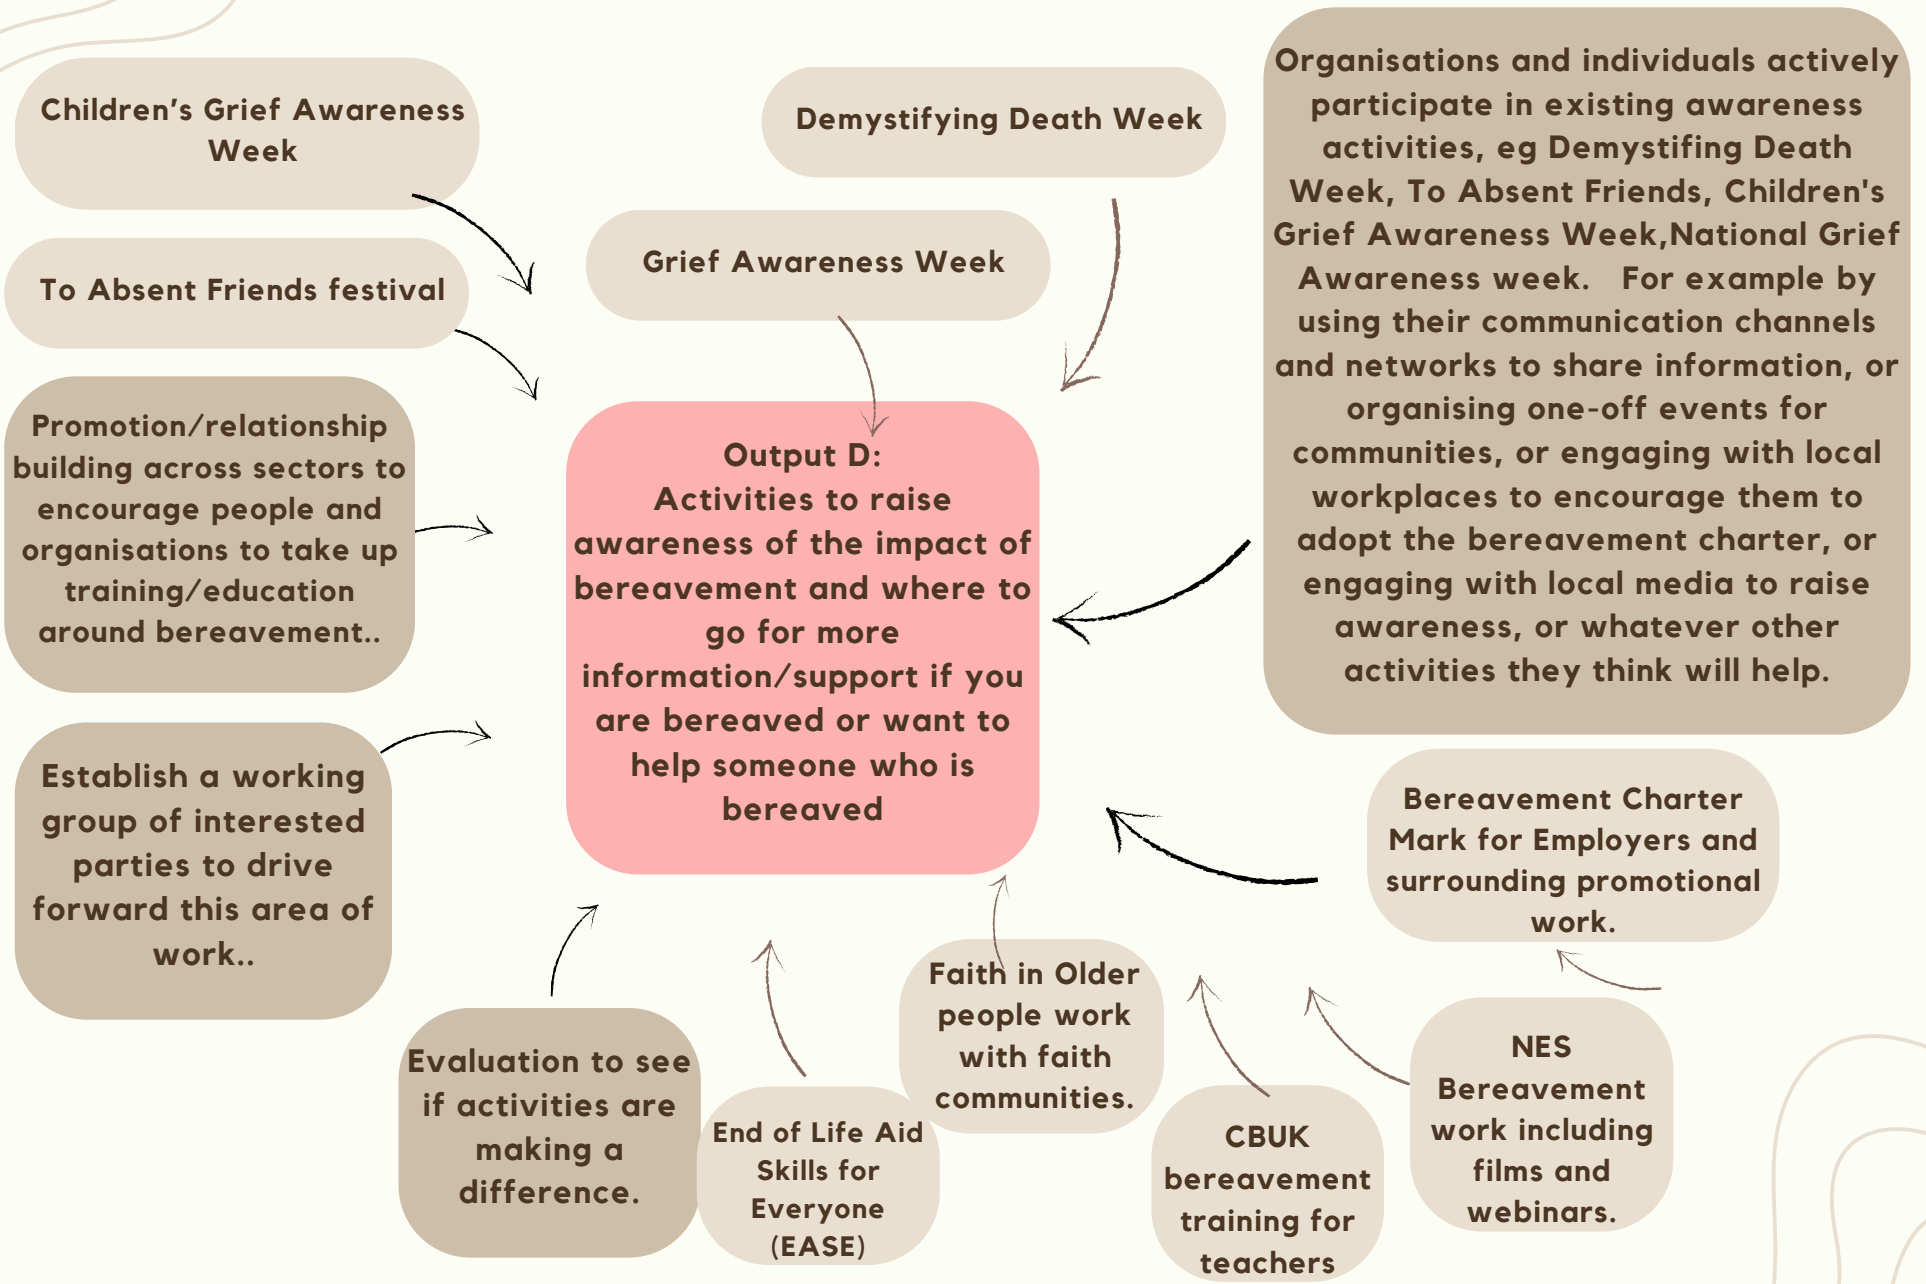 Children’s Grief Awareness
Week
To Absent Friends festival
Demystifying Death Week
Grief Awareness Week
Organisations and individuals actively
participate in existing awareness
activities, eg Demystifing Death
Week, To Absent Friends, Children's
Grief Awareness Week,National Grief
Awareness week.   For example by
using their communication channels
and networks to share information, or
organising one-off events for
communities, or engaging with local
workplaces to encourage them to
adopt the bereavement charter, or
engaging with local media to raise
awareness, or whatever other
activities they think will help.
Promotion/relationship
building across sectors to
encourage people and
organisations to take up
training/education
around bereavement..
Output D:
Activities to raise
awareness of the impact of
bereavement and where to
go for more
information/support if you
are bereaved or want to
help someone who is
bereaved
Establish a working
group of interested
parties to drive
forward this area of
work..
Bereavement Charter
Mark for Employers and
surrounding promotional
work.
Evaluation to see
if activities are
making a
difference.
End of Life Aid
Skills for
Everyone
(EASE)
Faith in Older
people work
with faith
communities.
CBUK
bereavement
training for
teachers
NES
Bereavement
work including
films and
webinars.